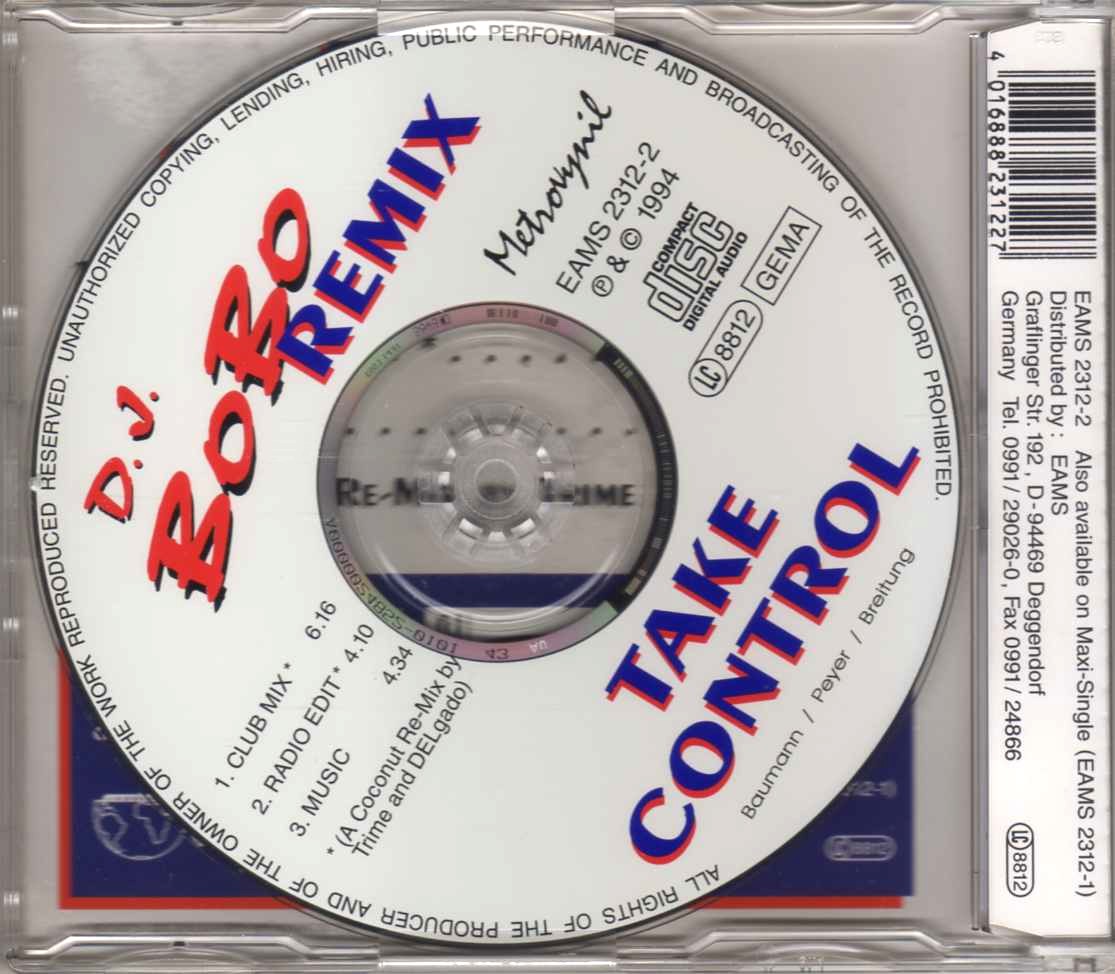 ALL RIGHTS OF THE PRODUCER AND OF THE OWNER OF THE WORK REPRODUCED RESERVED. UNAUTHORIZED COPYING, LENDING, HIRING, PUBLIC PERFORMANCE AND BROADCASTING OF THE RECORD PROHIBITED.
D.J.
BoBo
REMIX
Metrovynil
EAMS 2312-2
℗ & © 1994
COMPACT
disc
DIGITAL AUDIO
LC 8812
GEMA
TAKE
CONTROL
Baumann / Peyer / Breitung
1. CLUB MIX* 6.16
2. RADIO EDIT* 4.10
3. MUSIC 4.34
* (A Coconut Re-Mix by
Trime and DELgado)
4 016888 231227
EAMS 2312-2 Also available on Maxi-Single (EAMS 2312-1)
Distributed by: EAMS
Graflinger Str. 192, D-94469 Deggendorf
Germany Tel. 0991/29026-0, Fax 0991/24866
LC 8812